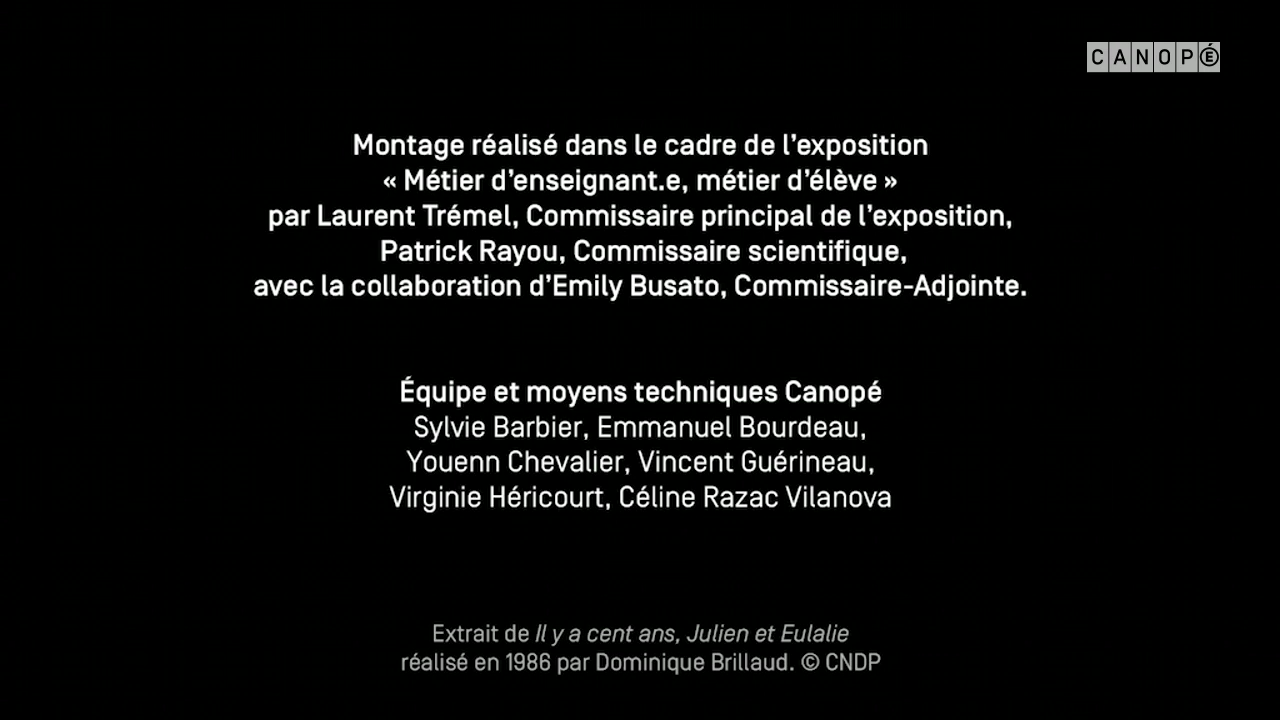 CANOPÉ
Montage réalisé dans le cadre de l’exposition
« Métier d’enseignant.e, métier d’élève »
par Laurent Trémel, Commissaire principal de l’exposition,
Patrick Rayou, Commissaire scientifique,
avec la collaboration d’Emily Busato, Commissaire-Adjointe.
Équipe et moyens techniques Canopé
Sylvie Barbier, Emmanuel Bourdeau,
Youenn Chevalier, Vincent Guérineau,
Virginie Héricourt, Céline Razac Vilanova
Extrait de Il y a cent ans, Julien et Eulalie
réalisé en 1986 par Dominique Brillaud. © CNDP